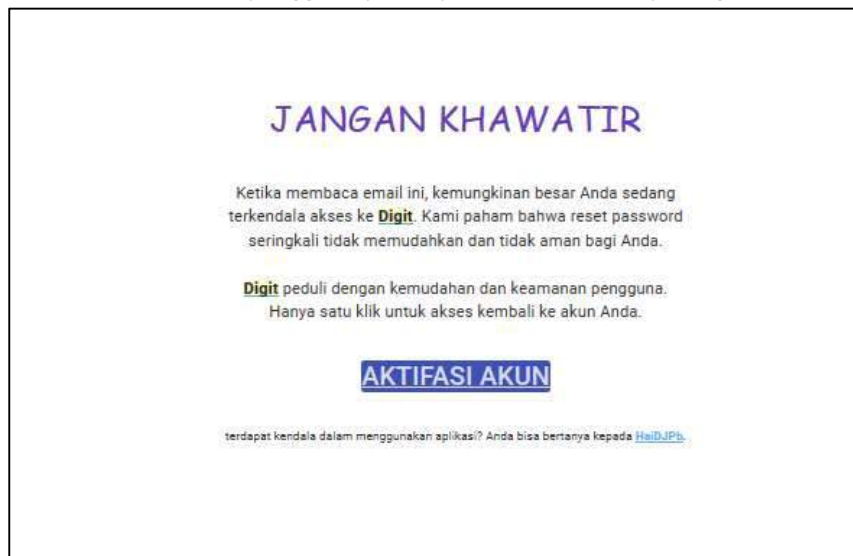 JANGAN KHAWATIR
Ketika membaca email ini, kemungkinan besar Anda sedang
terkendala akses ke Digit. Kami paham bahwa reset password
seringkali tidak memudahkan dan tidak aman bagi Anda.
Digit peduli dengan kemudahan dan keamanan pengguna.
Hanya satu klik untuk akses kembali ke akun Anda.
AKTIFASI AKUN
terdapat kendala dalam menggunakan aplikasi? Anda bisa bertanya kepada HaiDJPb.